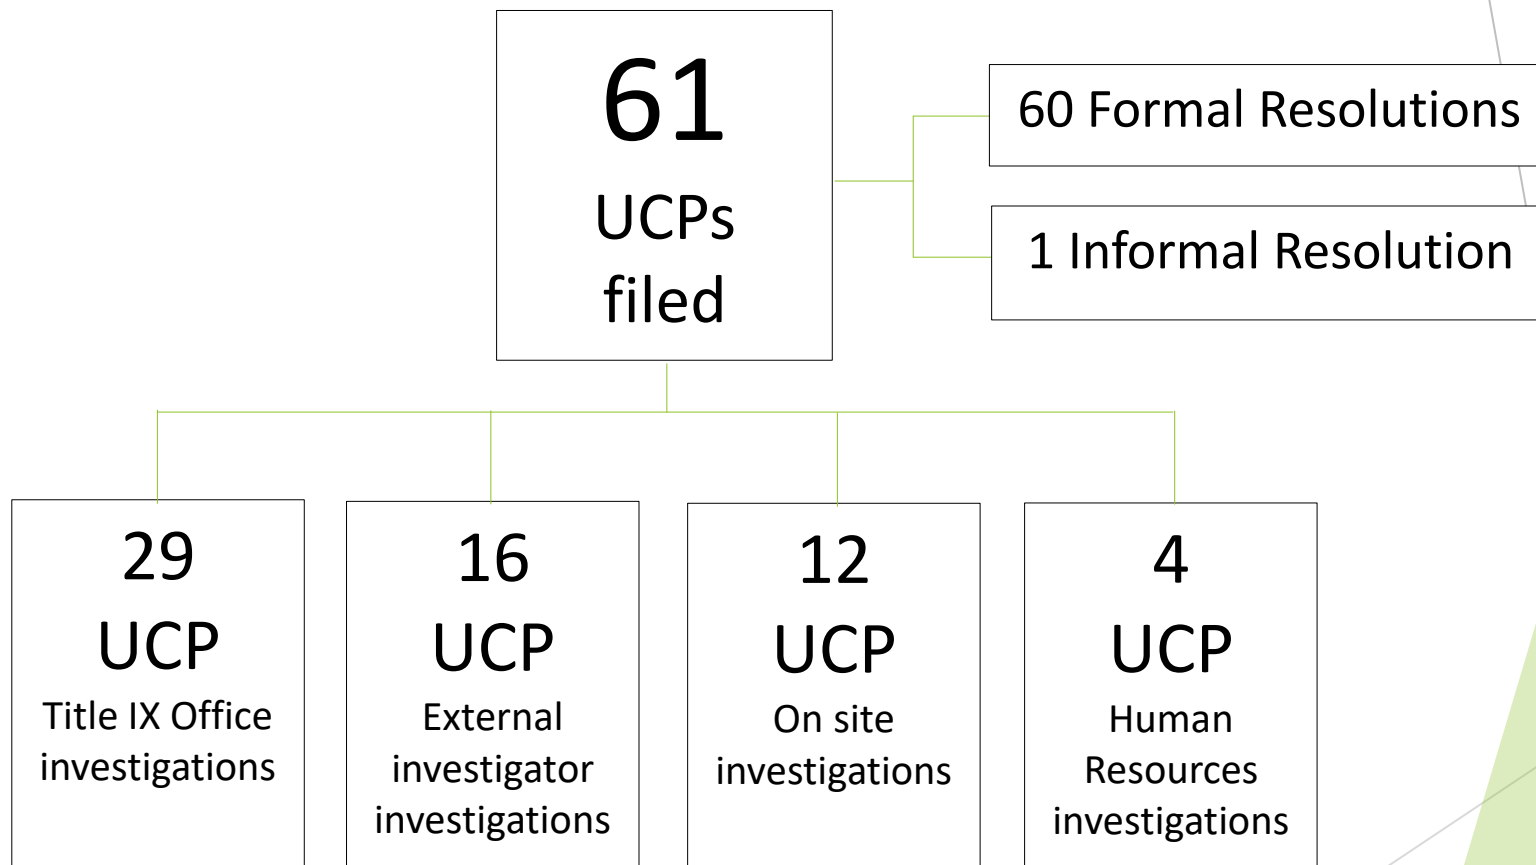 61
UCPs
filed
60 Formal Resolutions
1 Informal Resolution
29
UCP
Title IX Office
investigations
16
UCP
External
investigator
investigations
12
UCP
On site
investigations
4
UCP
Human
Resources
investigations